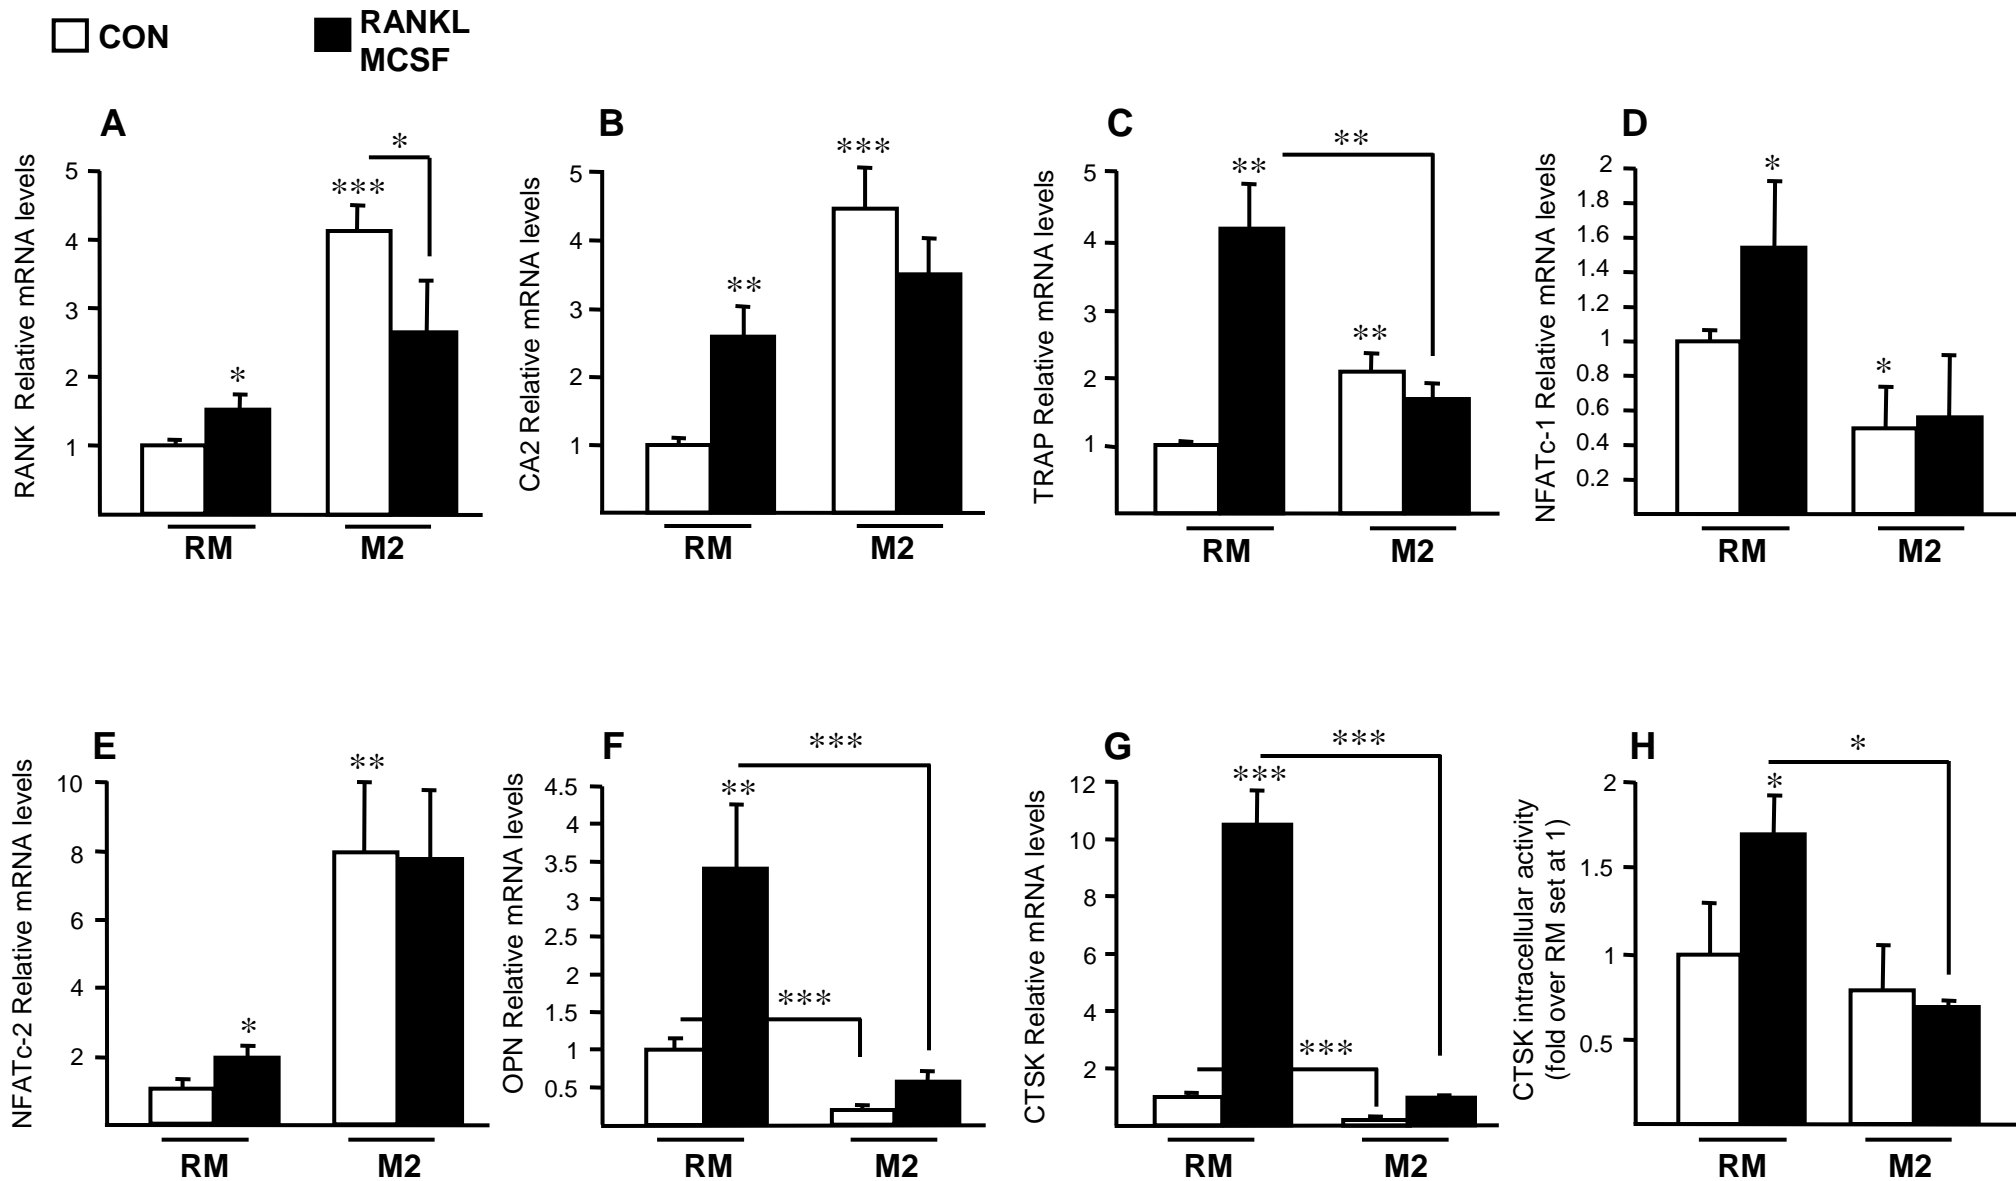 CON
RANKL
MCSF
A
RANK Relative mRNA levels
5
4
3
2
1
*
***
*
RM
M2
B
CA2 Relative mRNA levels
5
4
3
2
1
**
***
RM
M2
C
TRAP Relative mRNA levels
5
4
3
2
1
**
**
**
RM
M2
D
NFATc-1 Relative mRNA levels
2
1.8
1.6
1.4
1.2
1
0.8
0.6
0.4
0.2
*
*
RM
M2
E
NFATc-2 Relative mRNA levels
10
8
6
4
2
*
**
RM
M2
F
OPN Relative mRNA levels
4.5
4
3.5
3
2.5
2
1.5
1
0.5
***
**
***
RM
M2
G
CTSK Relative mRNA levels
12
10
8
6
4
2
***
***
***
RM
M2
H
CTSK intracellular activity
(fold over RM set at 1)
2
1.5
1
0.5
*
*
RM
M2